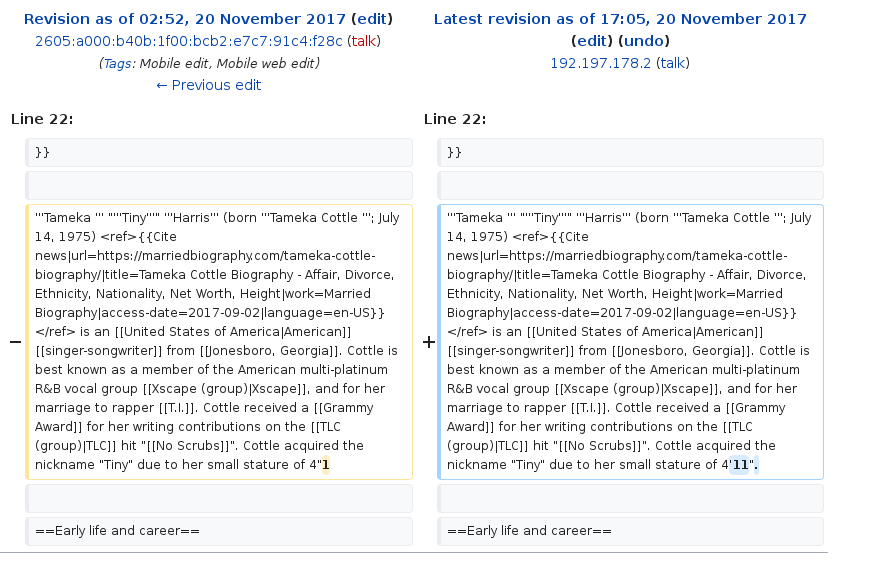 Revision as of 02:52, 20 November 2017 (edit)
2605:a000:b40b:1f00:bcb2:e7c7:91c4:f28c (talk)
(Tags: Mobile edit, Mobile web edit)
← Previous edit
Latest revision as of 17:05, 20 November 2017
(edit) (undo)
192.197.178.2 (talk)
Line 22:
Line 22:
}}
}}
−
'''Tameka ''' "'''Tiny'''" '''Harris''' (born '''Tameka Cottle '''; July
14, 1975) <ref>{{Cite
news|url=https://marriedbiography.com/tameka-cottle-
biography/|title=Tameka Cottle Biography - Affair, Divorce,
Ethnicity, Nationality, Net Worth, Height|work=Married
Biography|access-date=2017-09-02|language=en-US}}
</ref> is an [[United States of America|American]]
[[singer-songwriter]] from [[Jonesboro, Georgia]]. Cottle is
best known as a member of the American multi-platinum
R&B vocal group [[Xscape (group)|Xscape]], and for her
marriage to rapper [[T.I.]]. Cottle received a [[Grammy
Award]] for her writing contributions on the [[TLC
(group)|TLC]] hit "[[No Scrubs]]". Cottle acquired the
nickname "Tiny" due to her small stature of 4"1
+
'''Tameka ''' "'''Tiny'''" '''Harris''' (born '''Tameka Cottle '''; July
14, 1975) <ref>{{Cite
news|url=https://marriedbiography.com/tameka-cottle-
biography/|title=Tameka Cottle Biography - Affair, Divorce,
Ethnicity, Nationality, Net Worth, Height|work=Married
Biography|access-date=2017-09-02|language=en-US}}
</ref> is an [[United States of America|American]]
[[singer-songwriter]] from [[Jonesboro, Georgia]]. Cottle is
best known as a member of the American multi-platinum
R&B vocal group [[Xscape (group)|Xscape]], and for her
marriage to rapper [[T.I.]]. Cottle received a [[Grammy
Award]] for her writing contributions on the [[TLC
(group)|TLC]] hit "[[No Scrubs]]". Cottle acquired the
nickname "Tiny" due to her small stature of 4'11".
==Early life and career==
==Early life and career==